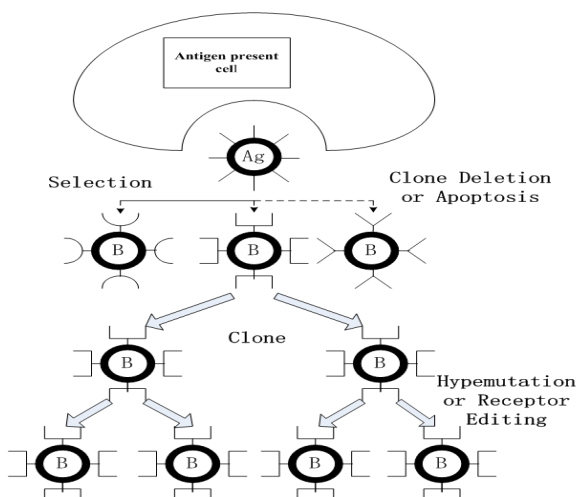 Antigen present
cell
Ag
Selection
Clone Deletion
or Apoptosis
B
B
B
Clone
B
B
Hypemutation
or Receptor
Editing
B
B
B
B